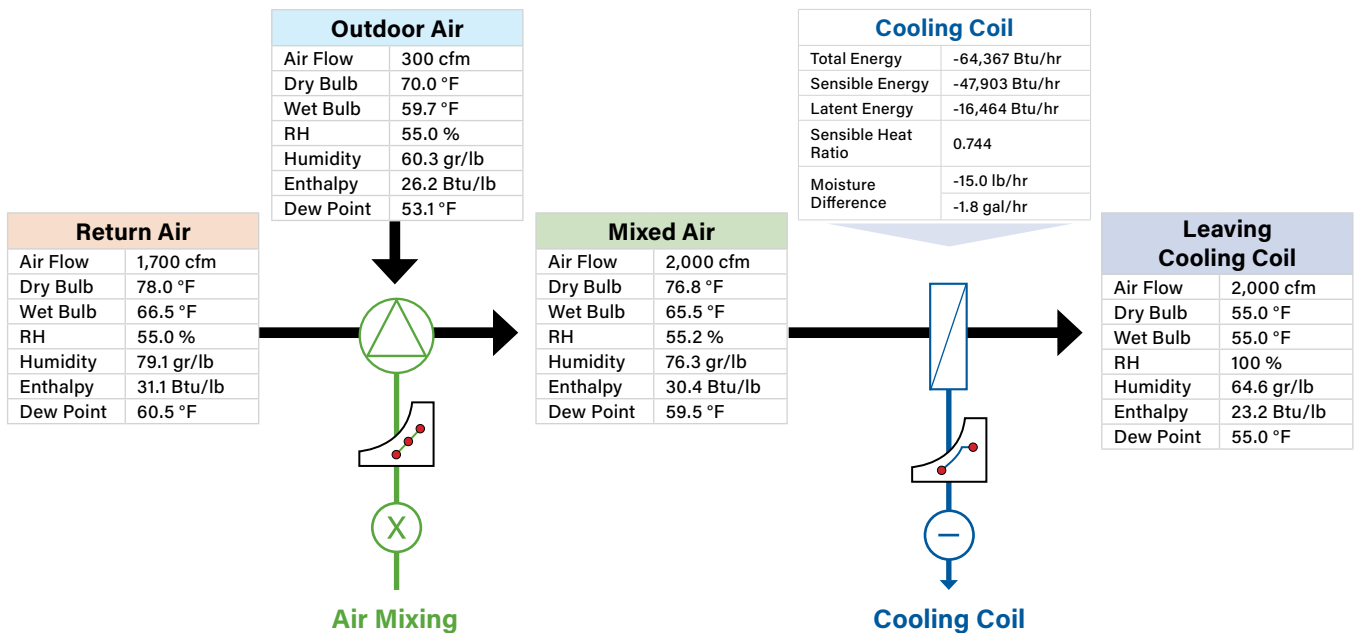 Outdoor Air
Air Flow 300 cfm
Dry Bulb 70.0 °F
Wet Bulb 59.7 °F
RH 55.0 %
Humidity 60.3 gr/lb
Enthalpy 26.2 Btu/lb
Dew Point 53.1 °F
Cooling Coil
Total Energy -64,367 Btu/hr
Sensible Energy -47,903 Btu/hr
Latent Energy -16,464 Btu/hr
Sensible Heat
Ratio
0.744
Moisture
Difference
-15.0 lb/hr
-1.8 gal/hr
Return Air
Air Flow 1,700 cfm
Dry Bulb 78.0 °F
Wet Bulb 66.5 °F
RH 55.0 %
Humidity 79.1 gr/lb
Enthalpy 31.1 Btu/lb
Dew Point 60.5 °F
Mixed Air
Air Flow 2,000 cfm
Dry Bulb 76.8 °F
Wet Bulb 65.5 °F
RH 55.2 %
Humidity 76.3 gr/lb
Enthalpy 30.4 Btu/lb
Dew Point 59.5 °F
Leaving
Cooling Coil
Air Flow 2,000 cfm
Dry Bulb 55.0 °F
Wet Bulb 55.0 °F
RH 100 %
Humidity 64.6 gr/lb
Enthalpy 23.2 Btu/lb
Dew Point 55.0 °F
X
−
Air Mixing
Cooling Coil